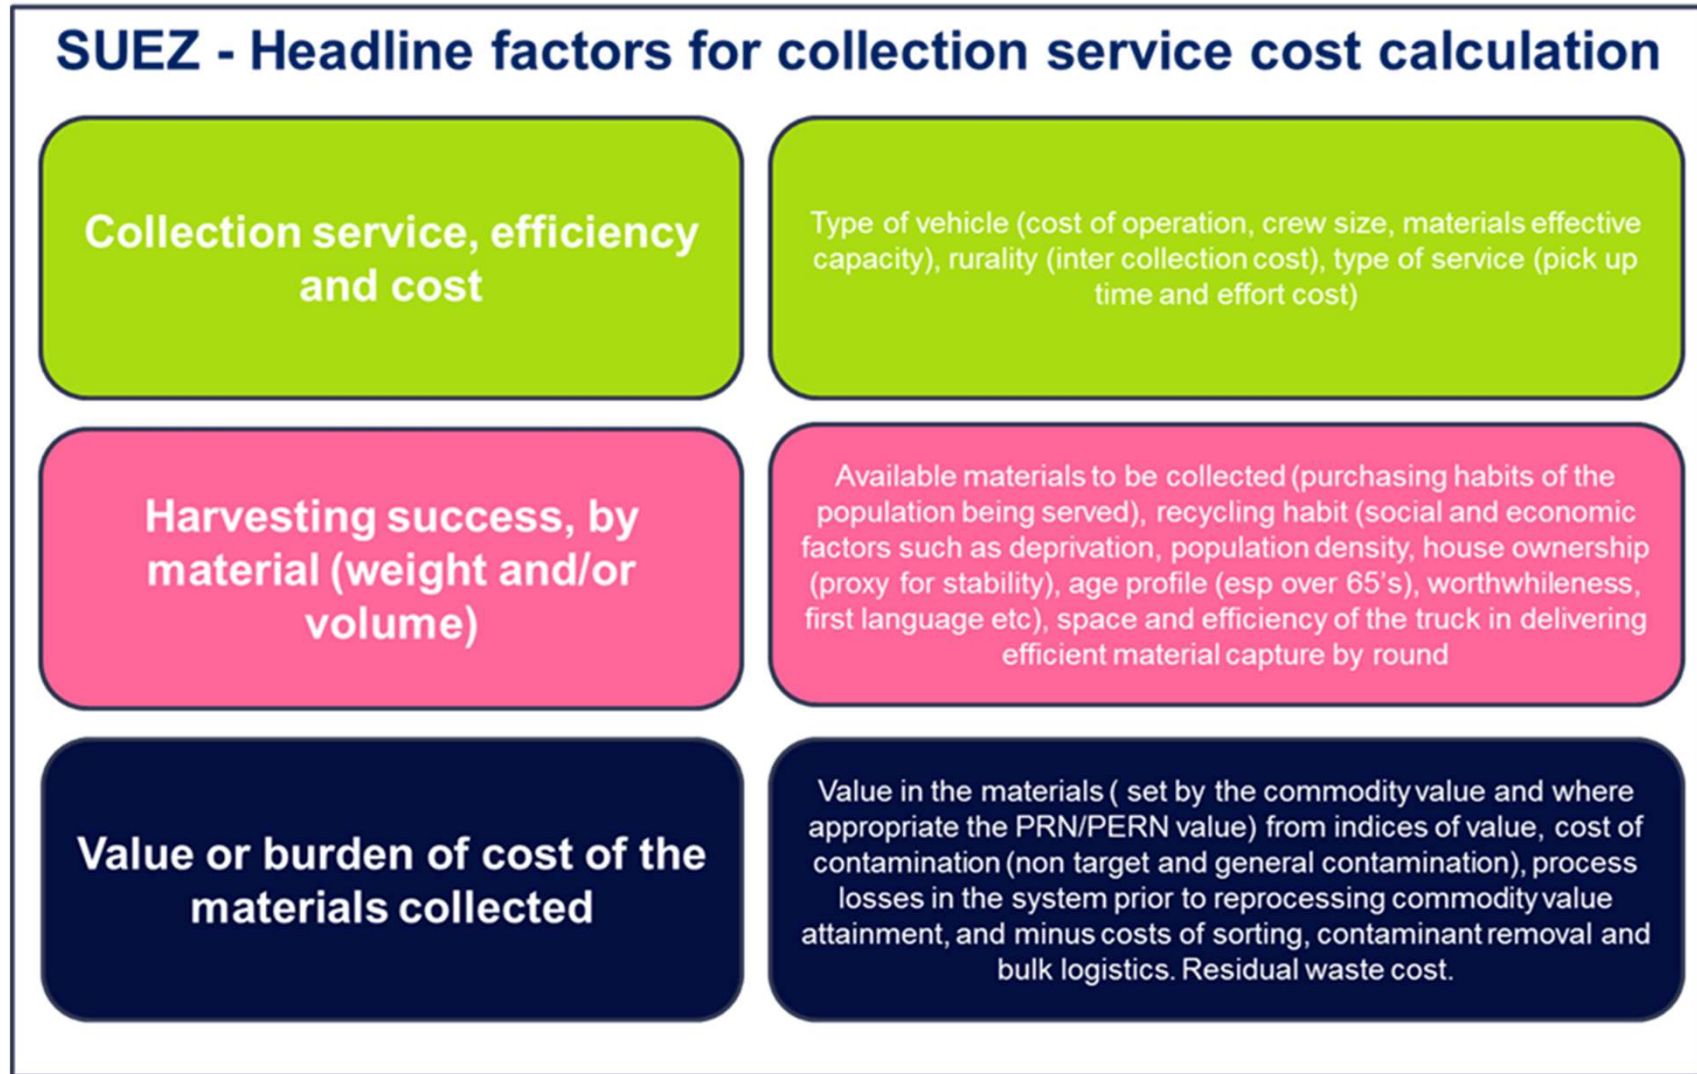 SUEZ - Headline factors for collection service cost calculation
Collection service, efficiency
and cost
Type of vehicle (cost of operation, crew size, materials effective
capacity), rurality (inter collection cost), type of service (pick up
time and effort cost)
Harvesting success, by
material (weight and/or
volume)
Available materials to be collected (purchasing habits of the
population being served), recycling habit (social and economic
factors such as deprivation, population density, house ownership
(proxy for stability), age profile (esp over 65's), worthwhileness,
first language etc), space and efficiency of the truck in delivering
efficient material capture by round
Value or burden of cost of the
materials collected
Value in the materials ( set by the commodity value and where
appropriate the PRN/PERN value) from indices of value, cost of
contamination (non target and general contamination), process
losses in the system prior to reprocessing commodity value
attainment, and minus costs of sorting, contaminant removal and
bulk logistics. Residual waste cost.